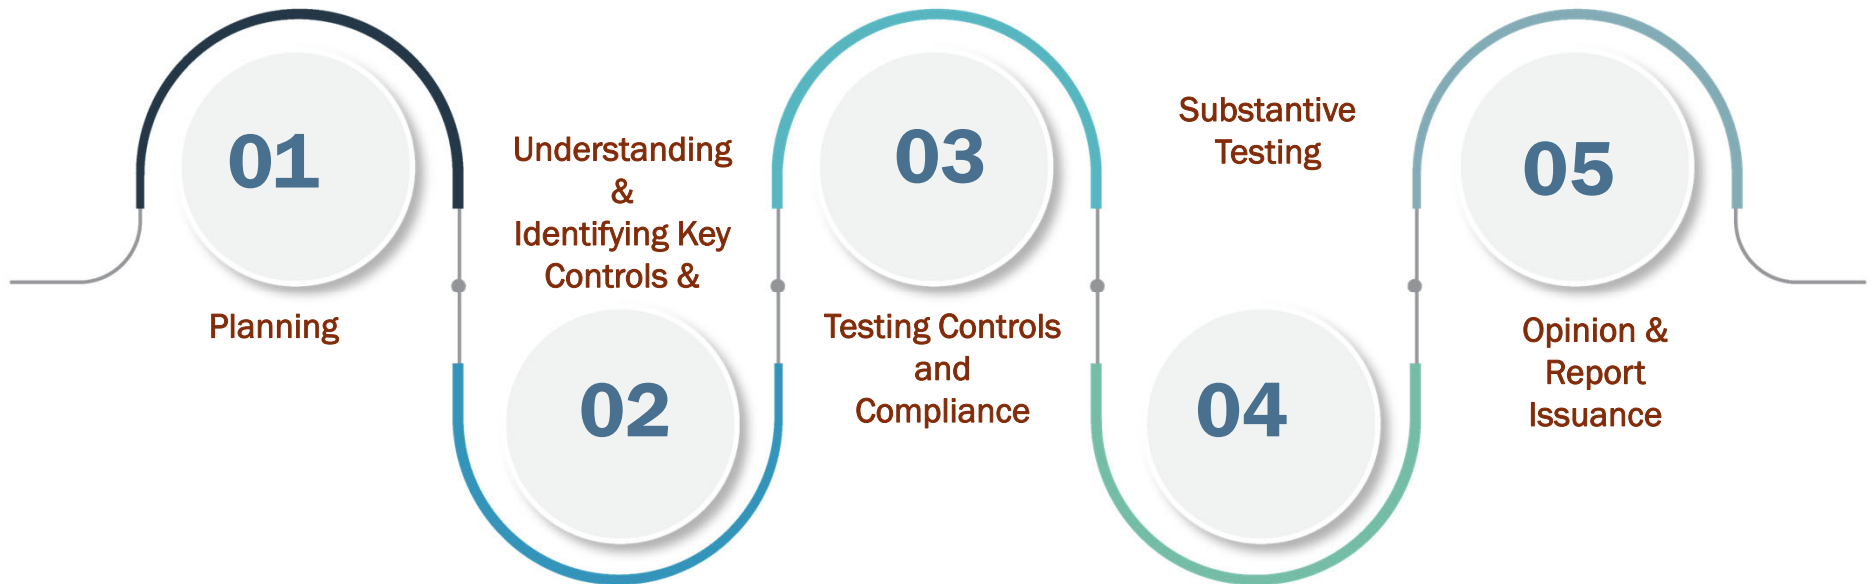 01
Planning
Understanding
&
Identifying Key
Controls &
02
03
Testing Controls
and
Compliance
Substantive
Testing
04
05
Opinion &
Report
Issuance